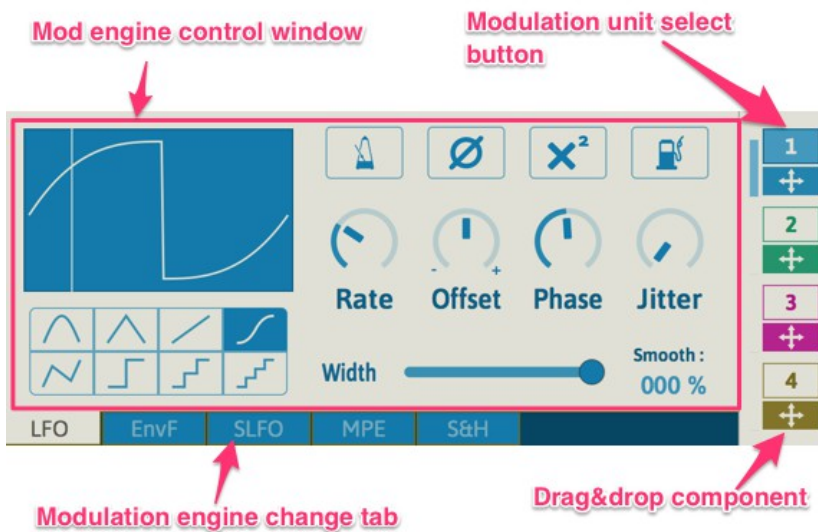 Mod engine control window
Modulation unit select
button
1
2
3
4
Ø
X²
Rate
Offset
Phase
Jitter
-
+
Width
Smooth :
000 %
LFO
EnvF
SLFO
MPE
S&H
Modulation engine change tab
Drag&drop component